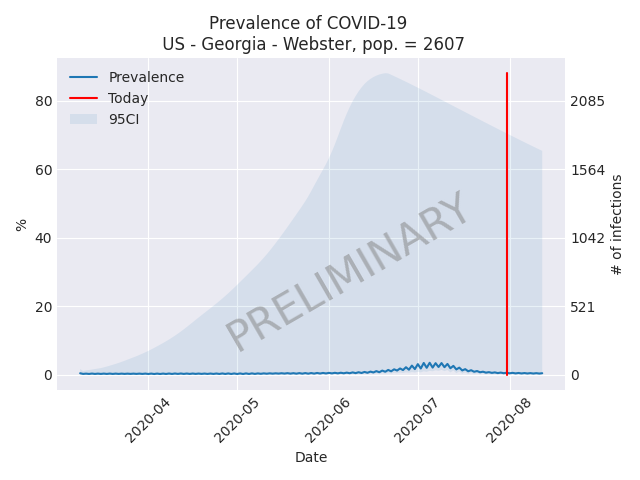 Prevalence of COVID-19
US - Georgia - Webster, pop. = 2607
Prevalence
Today
95CI
80
60
40
20
0
%
2085
1564
1042
521
0
# of infections
PRELIMINARY
2020-04
2020-05
2020-06
2020-07
2020-08
Date